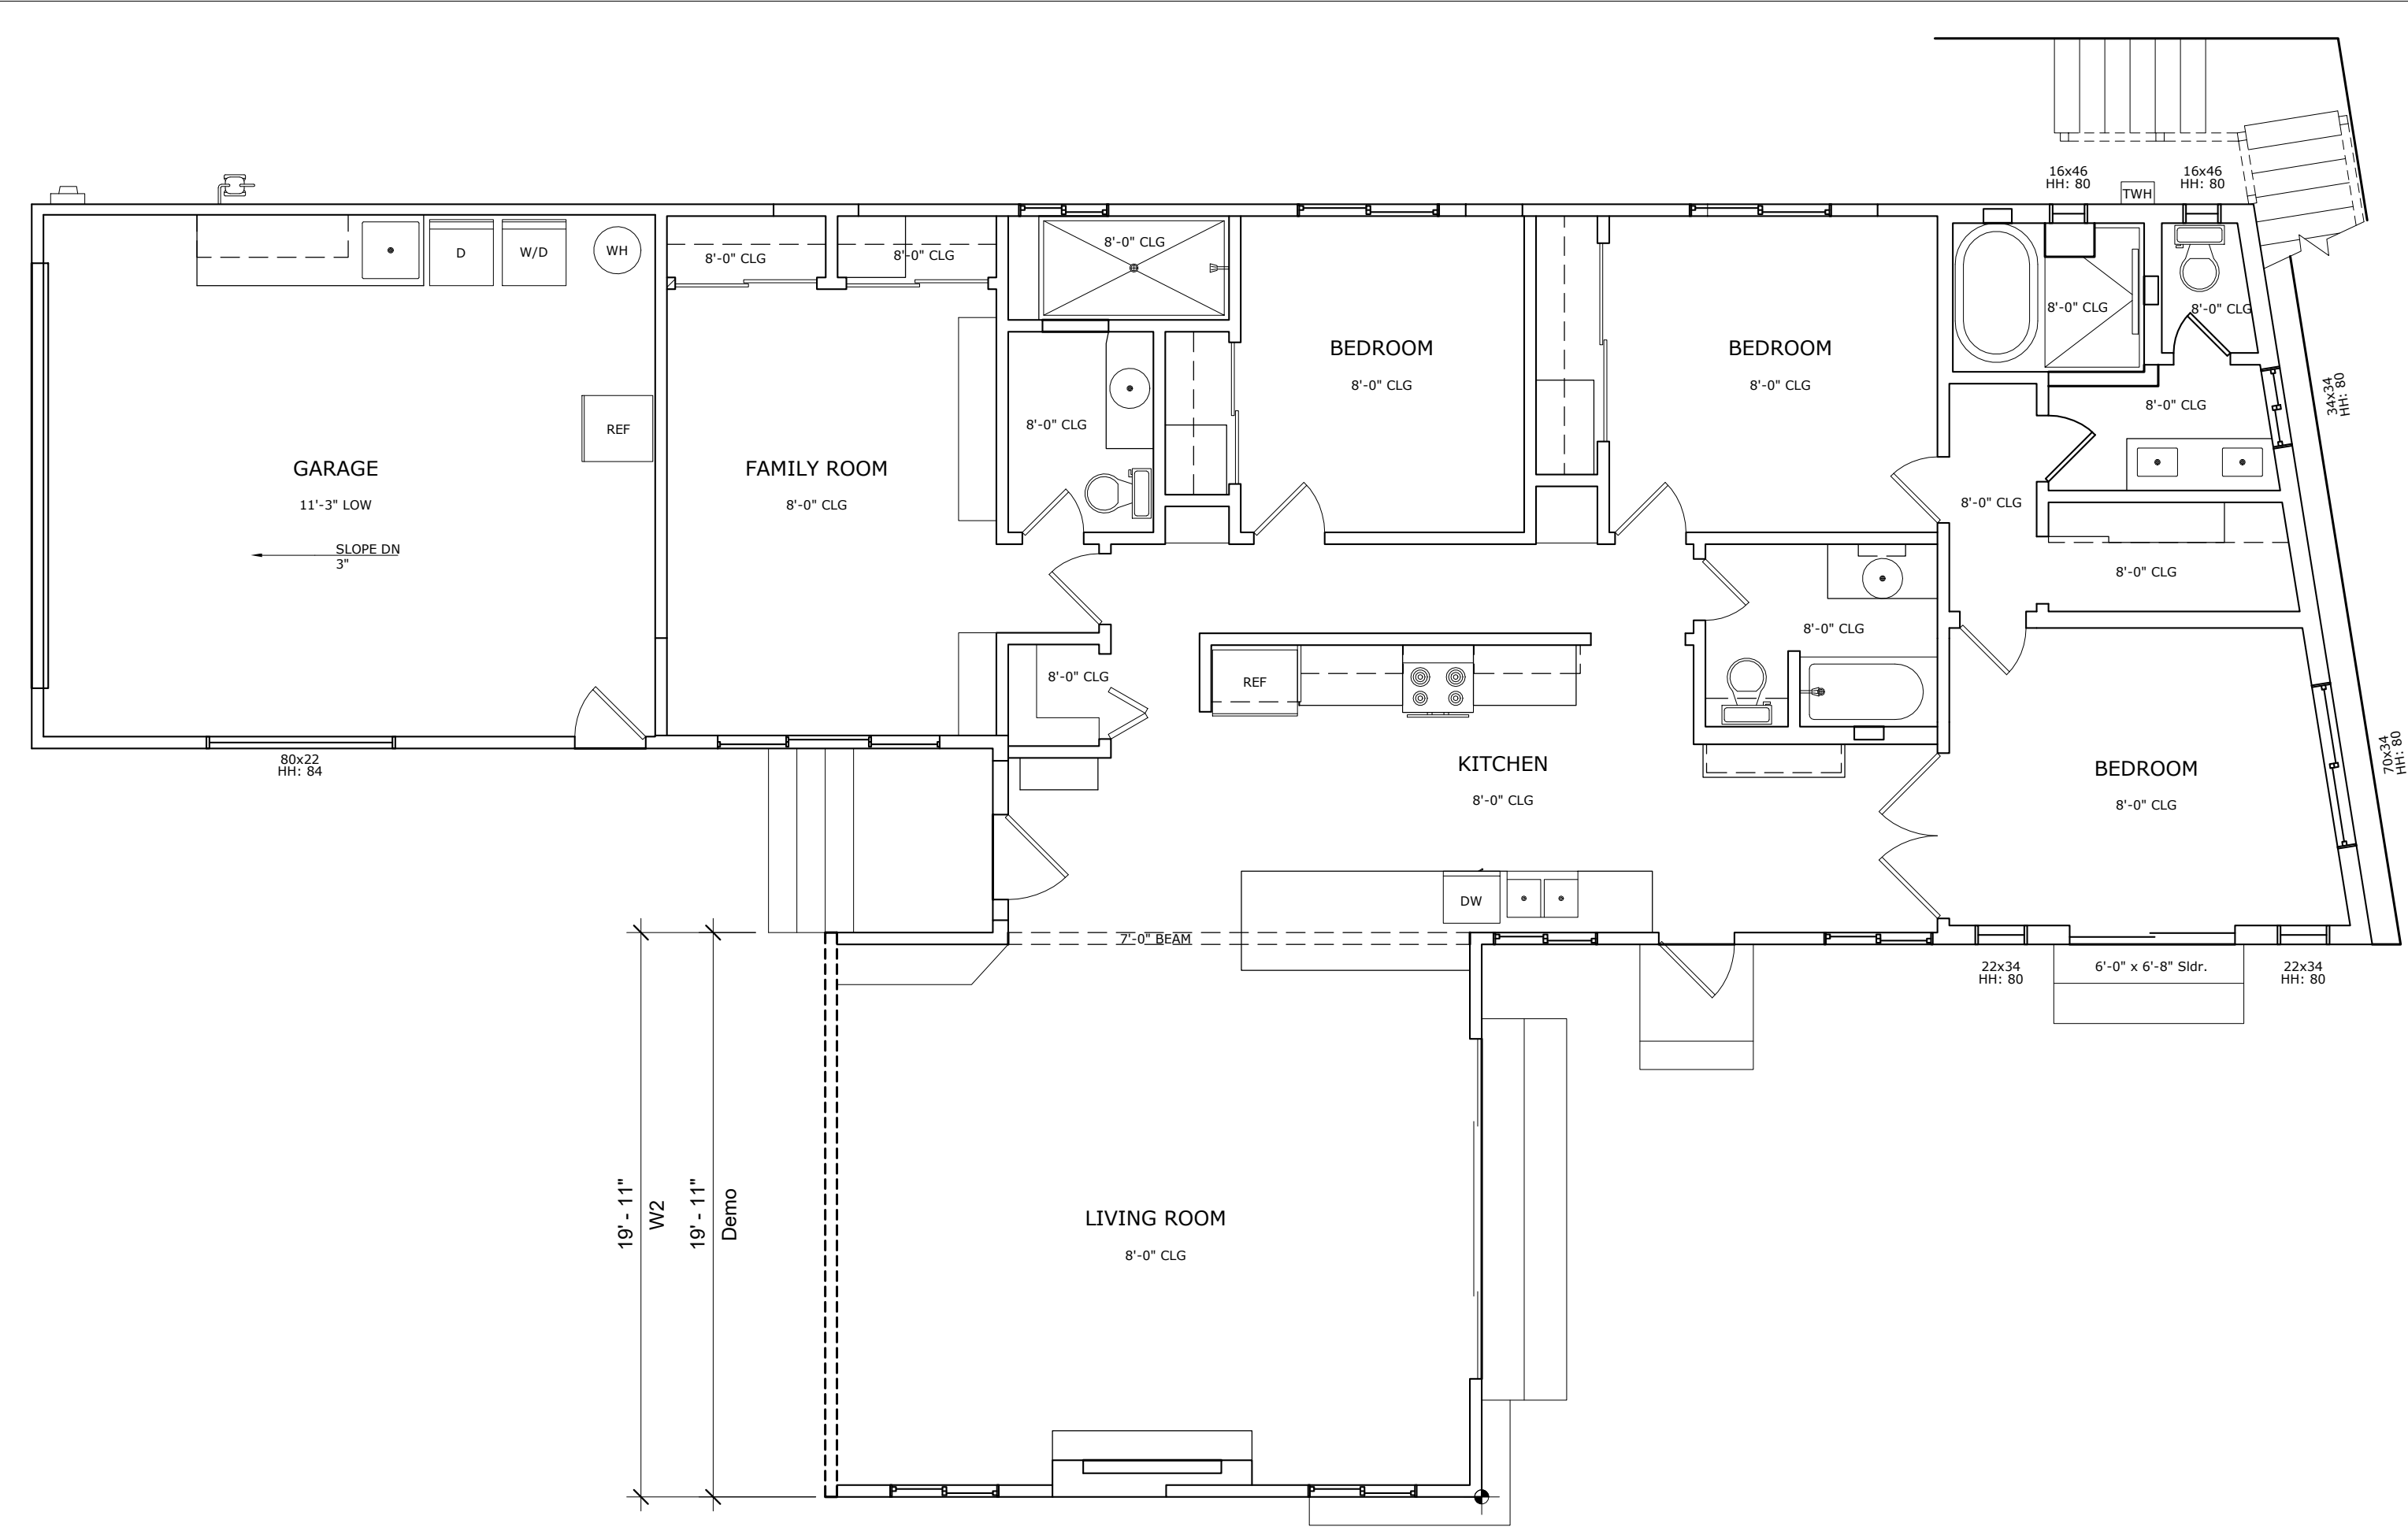 16x46
HH: 80
16x46
HH: 80
TWH
D
W/D
WH
8'-0" CLG
8'-0" CLG
8'-0" CLG
8'-0" CLG
8'-0" CLG
BEDROOM
8'-0" CLG
BEDROOM
8'-0" CLG
34x34
HH: 80
8'-0" CLG
REF
8'-0" CLG
GARAGE
11'-3" LOW
SLOPE DN
3"
FAMILY ROOM
8'-0" CLG
8'-0" CLG
8'-0" CLG
8'-0" CLG
8'-0" CLG
REF
80x22
HH: 84
KITCHEN
8'-0" CLG
BEDROOM
8'-0" CLG
70x34
HH: 80
DW
7'-0" BEAM
22x34
HH: 80
6'-0" x 6'-8" Sldr.
22x34
HH: 80
19' - 11"
W2
19' - 11"
Demo
LIVING ROOM
8'-0" CLG